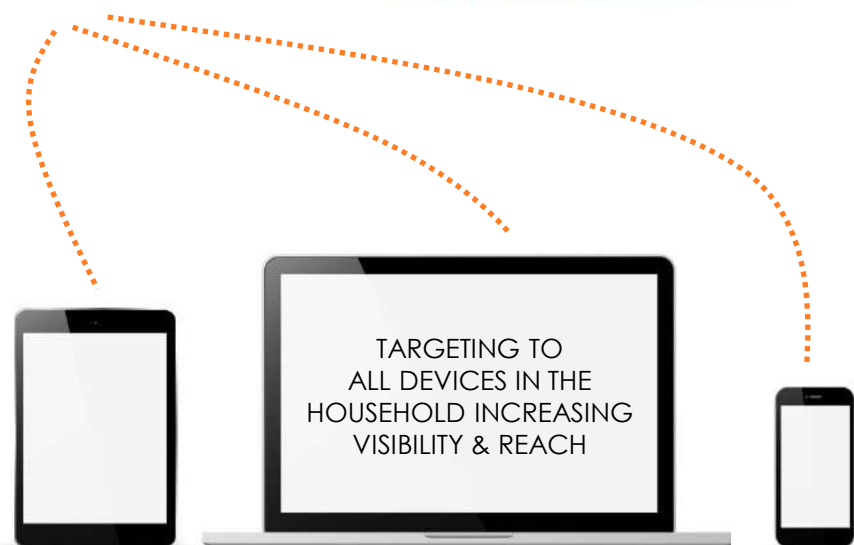 TARGETING TO
ALL DEVICES IN THE
HOUSEHOLD INCREASING
VISIBILITY & REACH